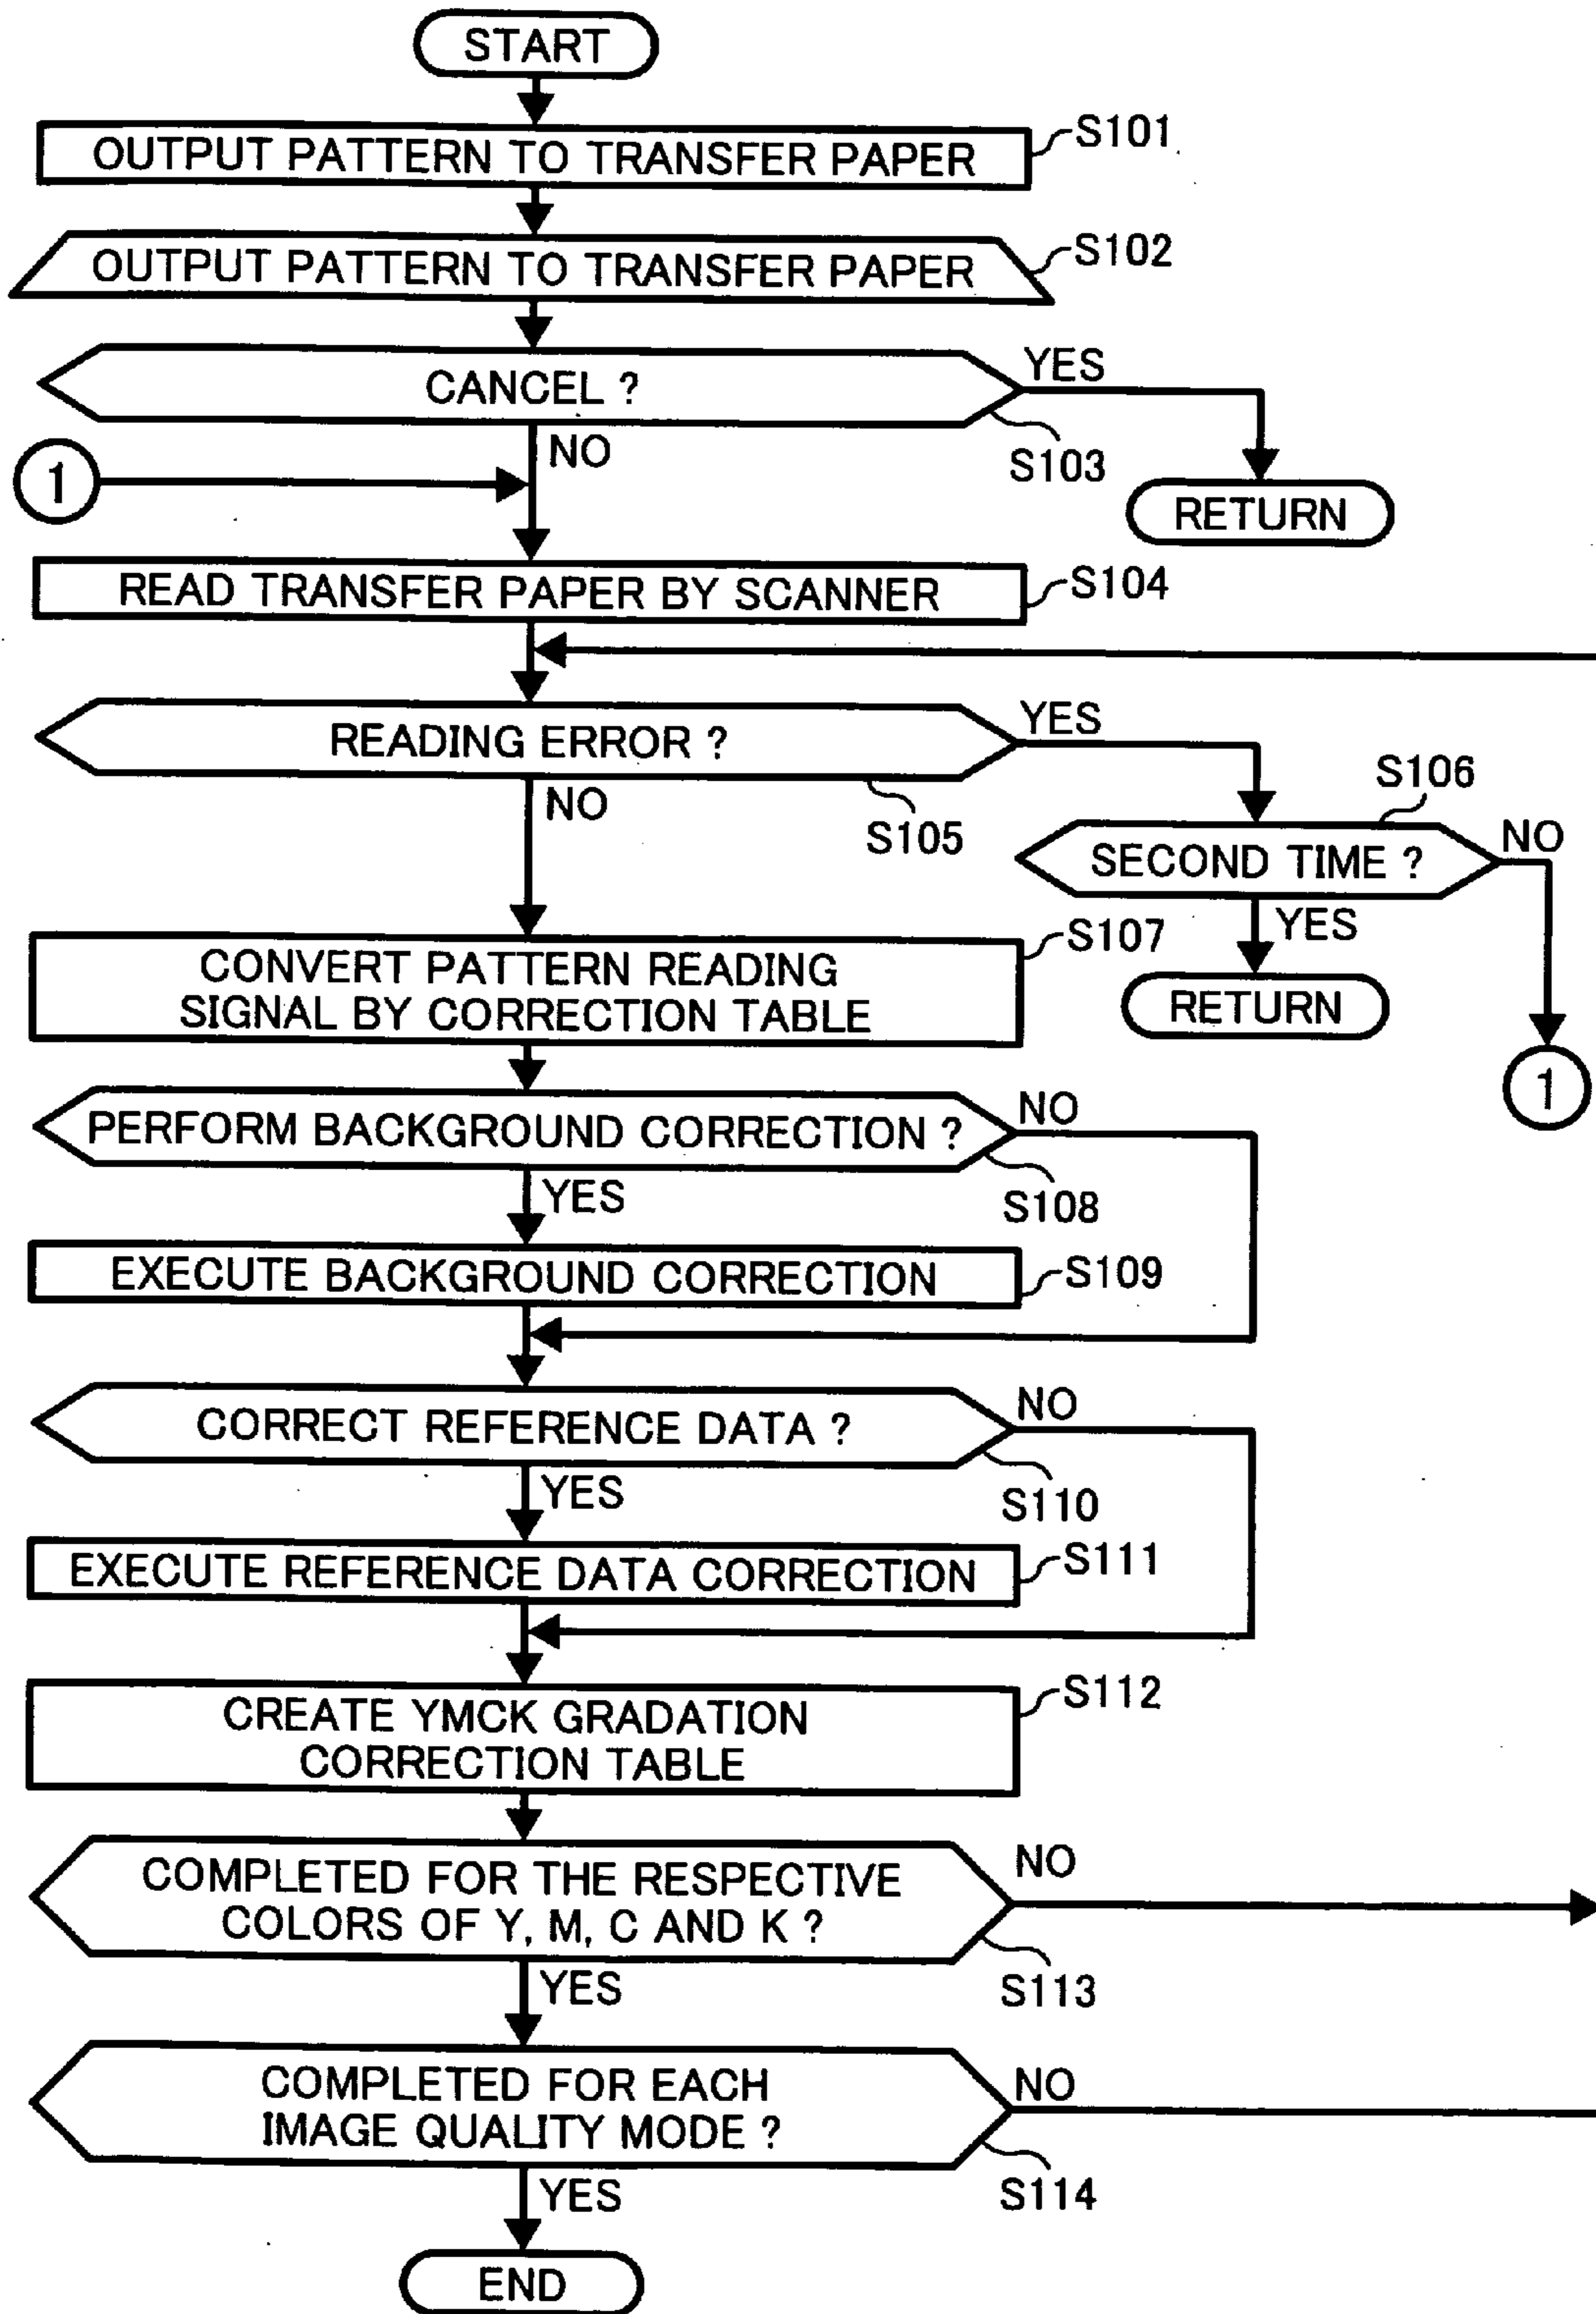 START
OUTPUT PATTERN TO TRANSFER PAPER
S101
OUTPUT PATTERN TO TRANSFER PAPER
S102
CANCEL ?
YES
S103
NO
1
RETURN
READ TRANSFER PAPER BY SCANNER
S104
READING ERROR ?
YES
S105
NO
S106
SECOND TIME ?
NO
YES
RETURN
1
CONVERT PATTERN READING
SIGNAL BY CORRECTION TABLE
S107
PERFORM BACKGROUND CORRECTION ?
NO
S108
YES
EXECUTE BACKGROUND CORRECTION
S109
CORRECT REFERENCE DATA ?
NO
S110
YES
EXECUTE REFERENCE DATA CORRECTION
S111
CREATE YMCK GRADATION
CORRECTION TABLE
S112
COMPLETED FOR THE RESPECTIVE
COLORS OF Y, M, C AND K ?
NO
S113
YES
COMPLETED FOR EACH
IMAGE QUALITY MODE ?
NO
S114
YES
END